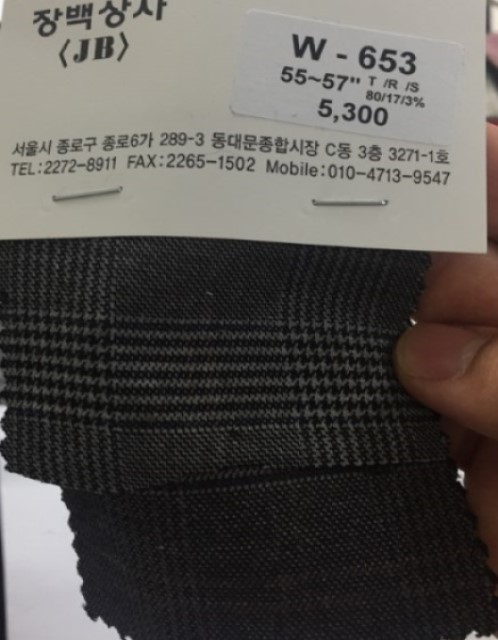 장백상사
〈JB〉
W - 653
55~57" T /R /S
80/17/3%
5,300
서울시 종로구 종로6가 289-3 동대문종합시장 C동 3층 3271-1호
TEL:2272-8911 FAX:2265-1502 Mobile:010-4713-9547